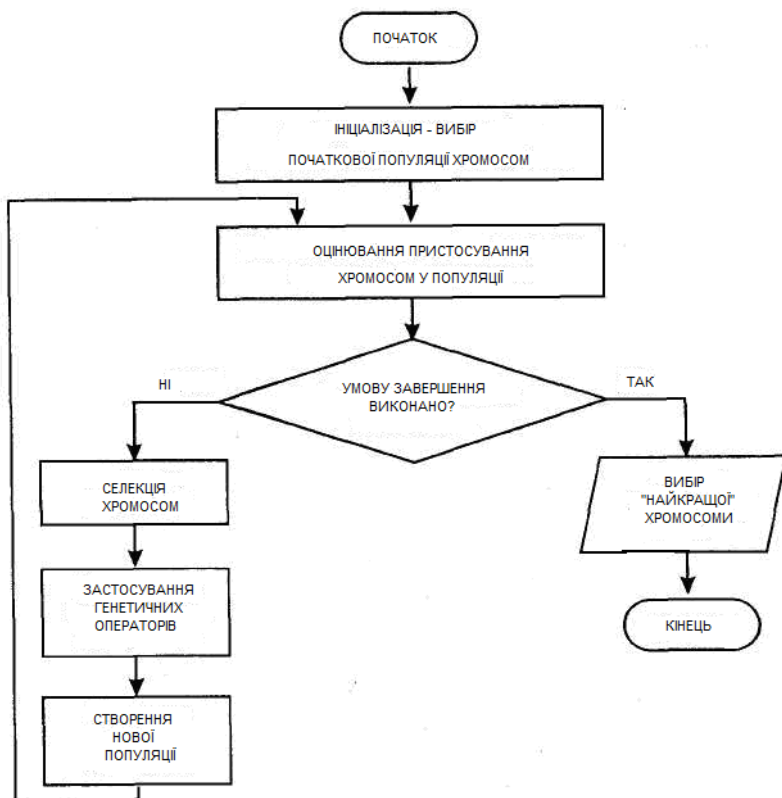 ПОЧАТОК
ІНІЦІАЛІЗАЦІЯ - ВИБІР
ПОЧАТКОВОЇ ПОПУЛЯЦІЇ ХРОМОСОМ
ОЦІНЮВАННЯ ПРИСТОСУВАННЯ
ХРОМОСОМ У ПОПУЛЯЦІЇ
УМОВУ ЗАВЕРШЕННЯ
ВИКОНАНО?
НІ
ТАК
СЕЛЕКЦІЯ
ХРОМОСОМ
ЗАСТОСУВАННЯ
ГЕНЕТИЧНИХ
ОПЕРАТОРІВ
СТВОРЕННЯ
НОВОЇ
ПОПУЛЯЦІЇ
ВИБІР
"НАЙКРАЩОЇ"
ХРОМОСОМИ
КІНЕЦЬ